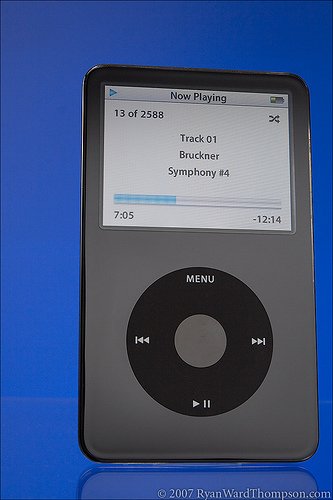 Now Playing
13 of 2588
Track 01
Bruckner
Symphony #4
7:05 -12:14
MENU
© 2007 RyanWardThompson.com